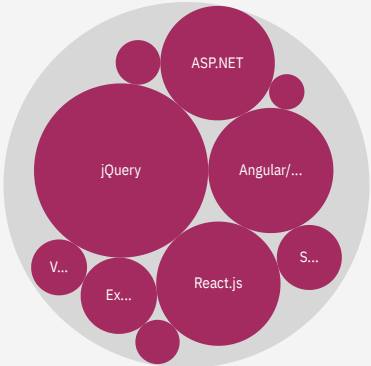 ASP.NET
jQuery
Angular/...
V...
Ex...
React.js
S...